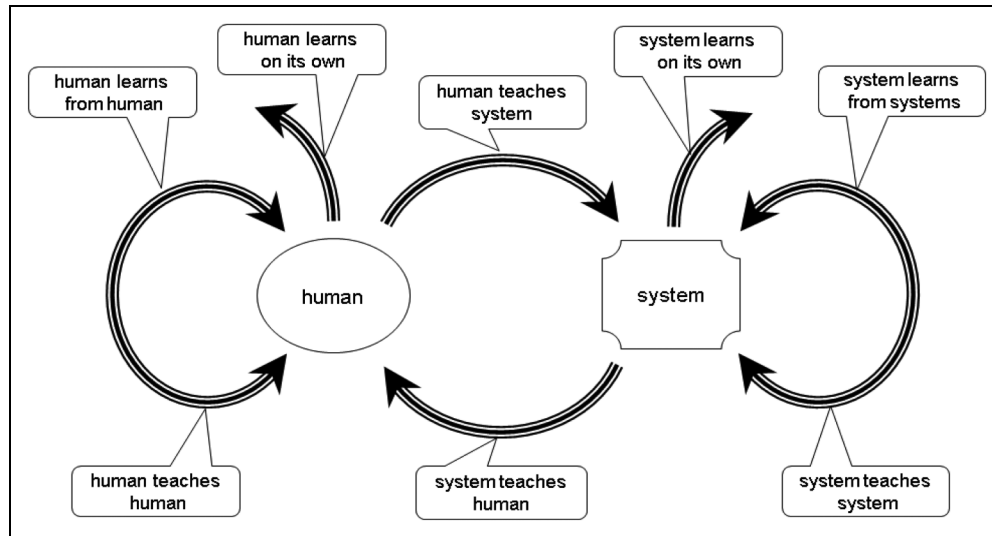 human learns
on its own
system learns
on its own
human learns
from human
human teaches
system
system learns
from systems
human
system
human teaches
human
system teaches
human
system teaches
system